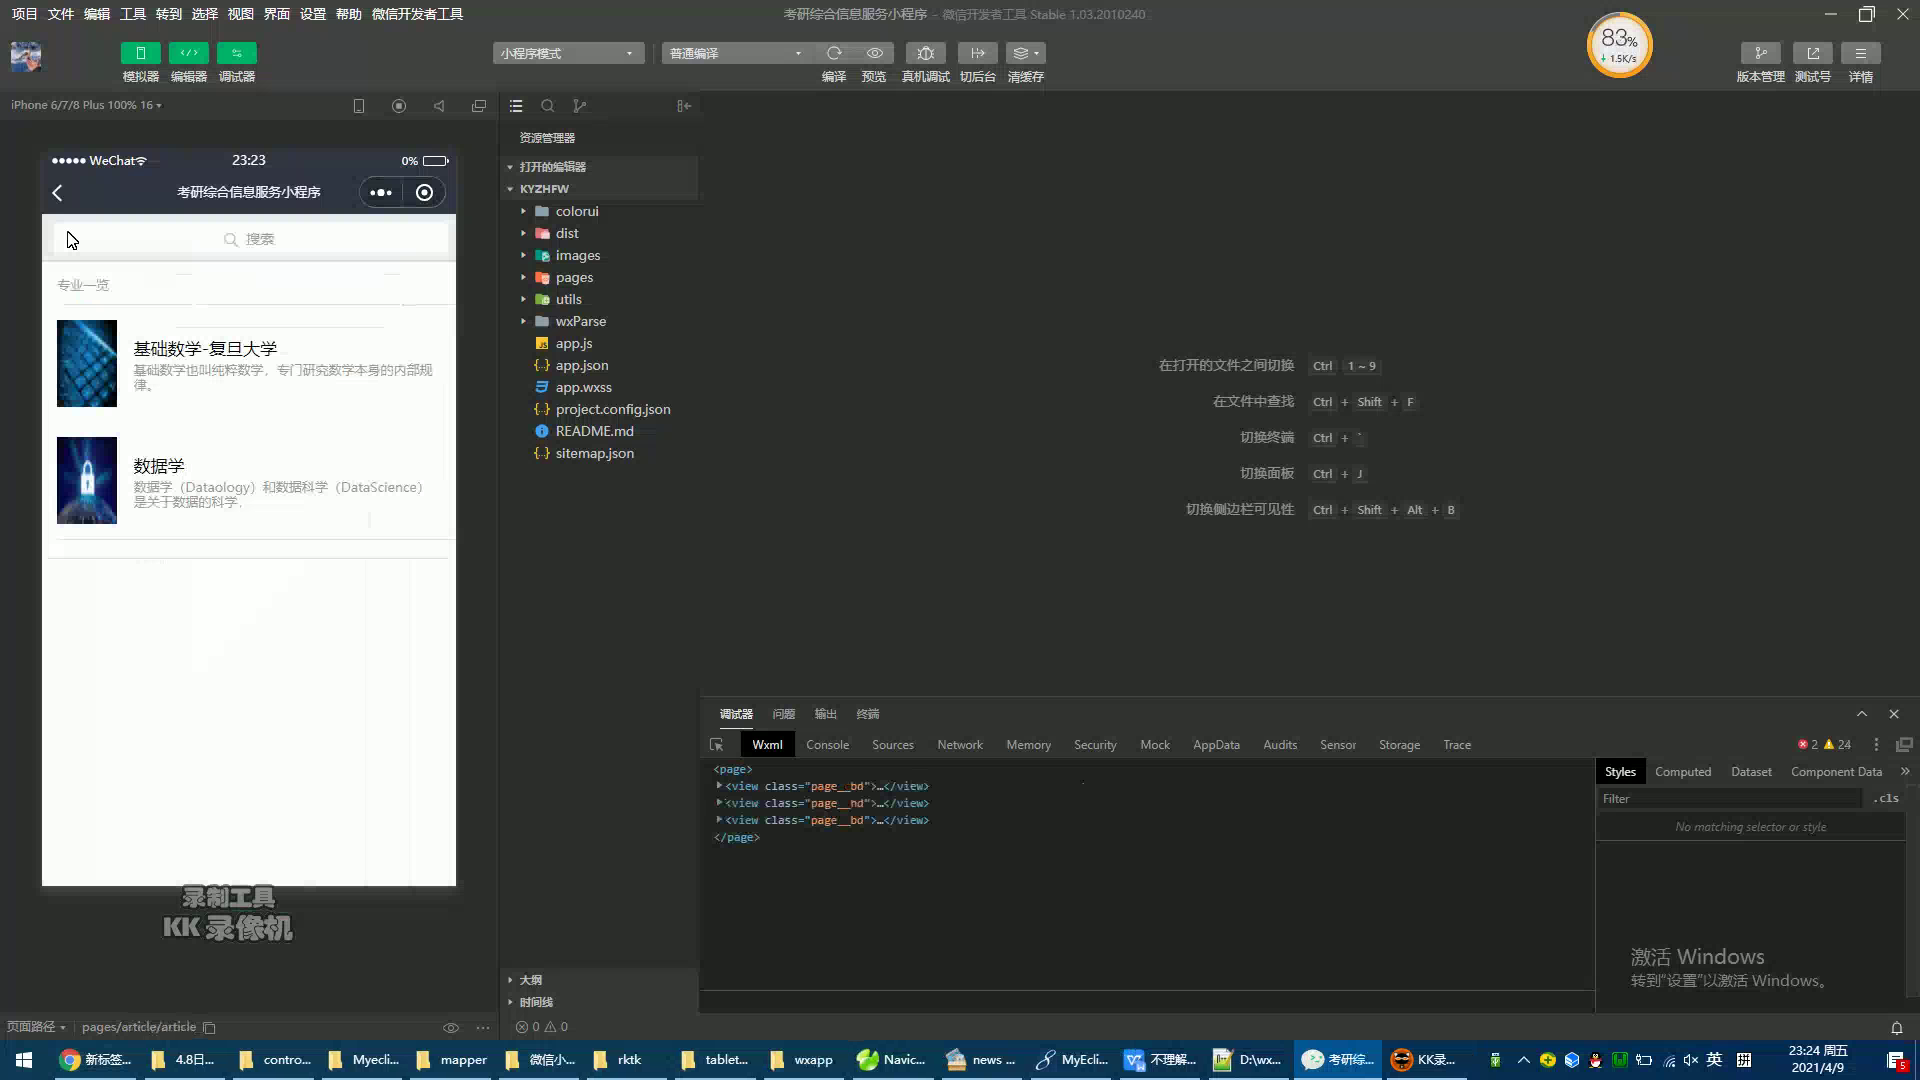 项目 文件 编辑 工具 转到 选择 视图 界面 设置 帮助 微信开发者工具
考研综合信息服务小程序 - 微信开发者工具 Stable 1.03.2010240
83%
1.5K/s
小程序模式
普通编译
模拟器 编辑器 调试器
编译 预览 真机调试 切后台 清缓存
版本管理 测试号 详情
iPhone 6/7/8 Plus 100% 16
WeChat
23:23
0%
考研综合信息服务小程序
搜索
专业一览
基础数学-复旦大学
基础数学也叫纯粹数学，专门研究数学本身的内部规
律。
数据学
数据学（Dataology）和数据科学（DataScience）
是关于数据的科学，
录制工具
KK 录像机
页面路径
pages/article/article
资源管理器
打开的编辑器
KYZHFW
colorui
dist
images
pages
utils
wxParse
app.js
app.json
app.wxss
project.config.json
README.md
sitemap.json
大纲
时间线
0 0
在打开的文件之间切换 Ctrl 1 ~ 9
在文件中查找 Ctrl + Shift + F
切换终端 Ctrl + `
切换面板 Ctrl + J
切换侧边栏可见性 Ctrl + Shift + Alt + B
调试器 问题 输出 终端
Wxml Console Sources Network Memory Security Mock AppData Audits Sensor Storage Trace
2 24
<page>
<view class="page__bd">…</view>
<view class="page__hd">…</view>
<view class="page__bd">…</view>
</page>
Styles Computed Dataset Component Data
Filter
.cls
No matching selector or style
激活 Windows
转到“设置”以激活 Windows。
新标签... 4.8日... contro... Myecli... mapper 微信小... rktk tablet... wxapp Navic... news ... MyEcli... 不理解... D:\wx... 考研综... KK录...
英
拼
23:24 周五
2021/4/9
5